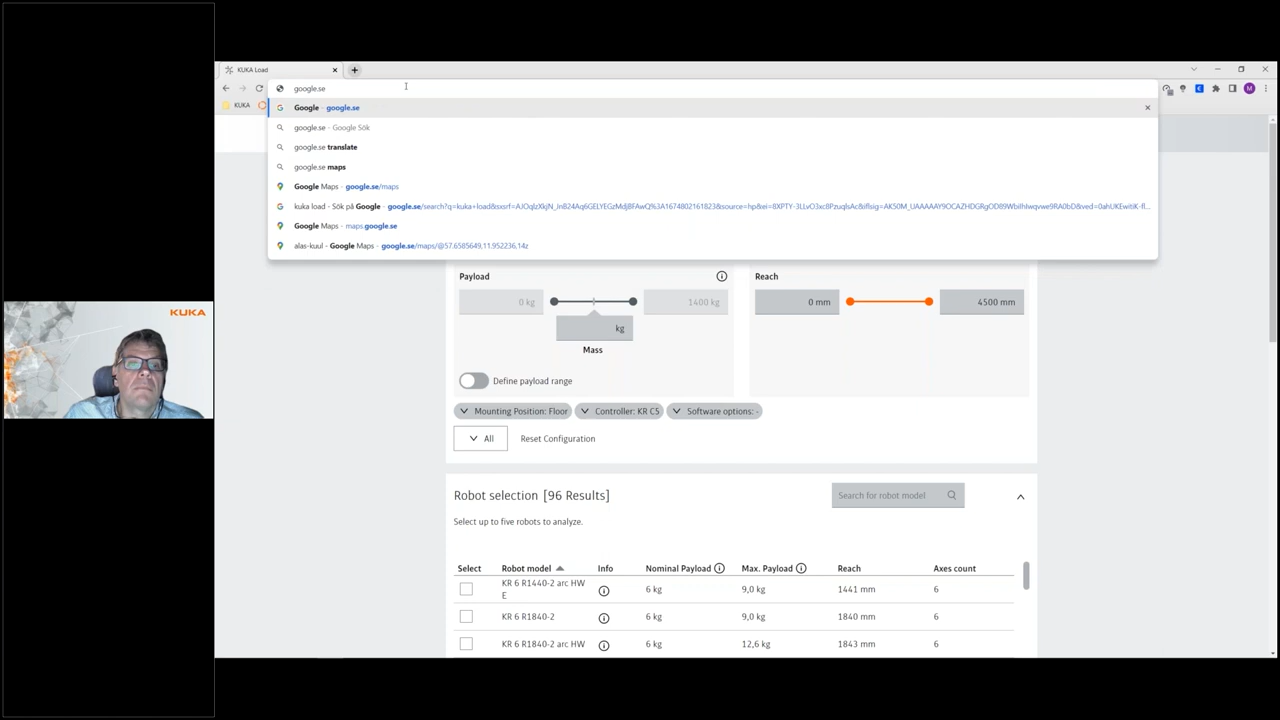 KUKA Load
google.se
KUKA
Google - google.se
google.se - Google Sök
google.se translate
google.se maps
Google Maps - google.se/maps
Google Maps - maps.google.se
alas-kuul - Google Maps - google.se/maps/@57.6585649,11.952236,14z
KUKA
Payload
Reach
0 kg
1400 kg
0 mm
4500 mm
kg
Mass
Define payload range
Mounting Position: Floor
Controller: KR C5
Software options: -
All
Reset Configuration
Robot selection [96 Results]
Search for robot model
Select up to five robots to analyze.
Select Robot model Info Nominal Payload Max. Payload Reach Axes count
KR 6 R1440-2 arc HW E 6 kg 9,0 kg 1441 mm 6
KR 6 R1840-2 6 kg 9,0 kg 1840 mm 6
KR 6 R1840-2 arc HW 6 kg 12,6 kg 1843 mm 6